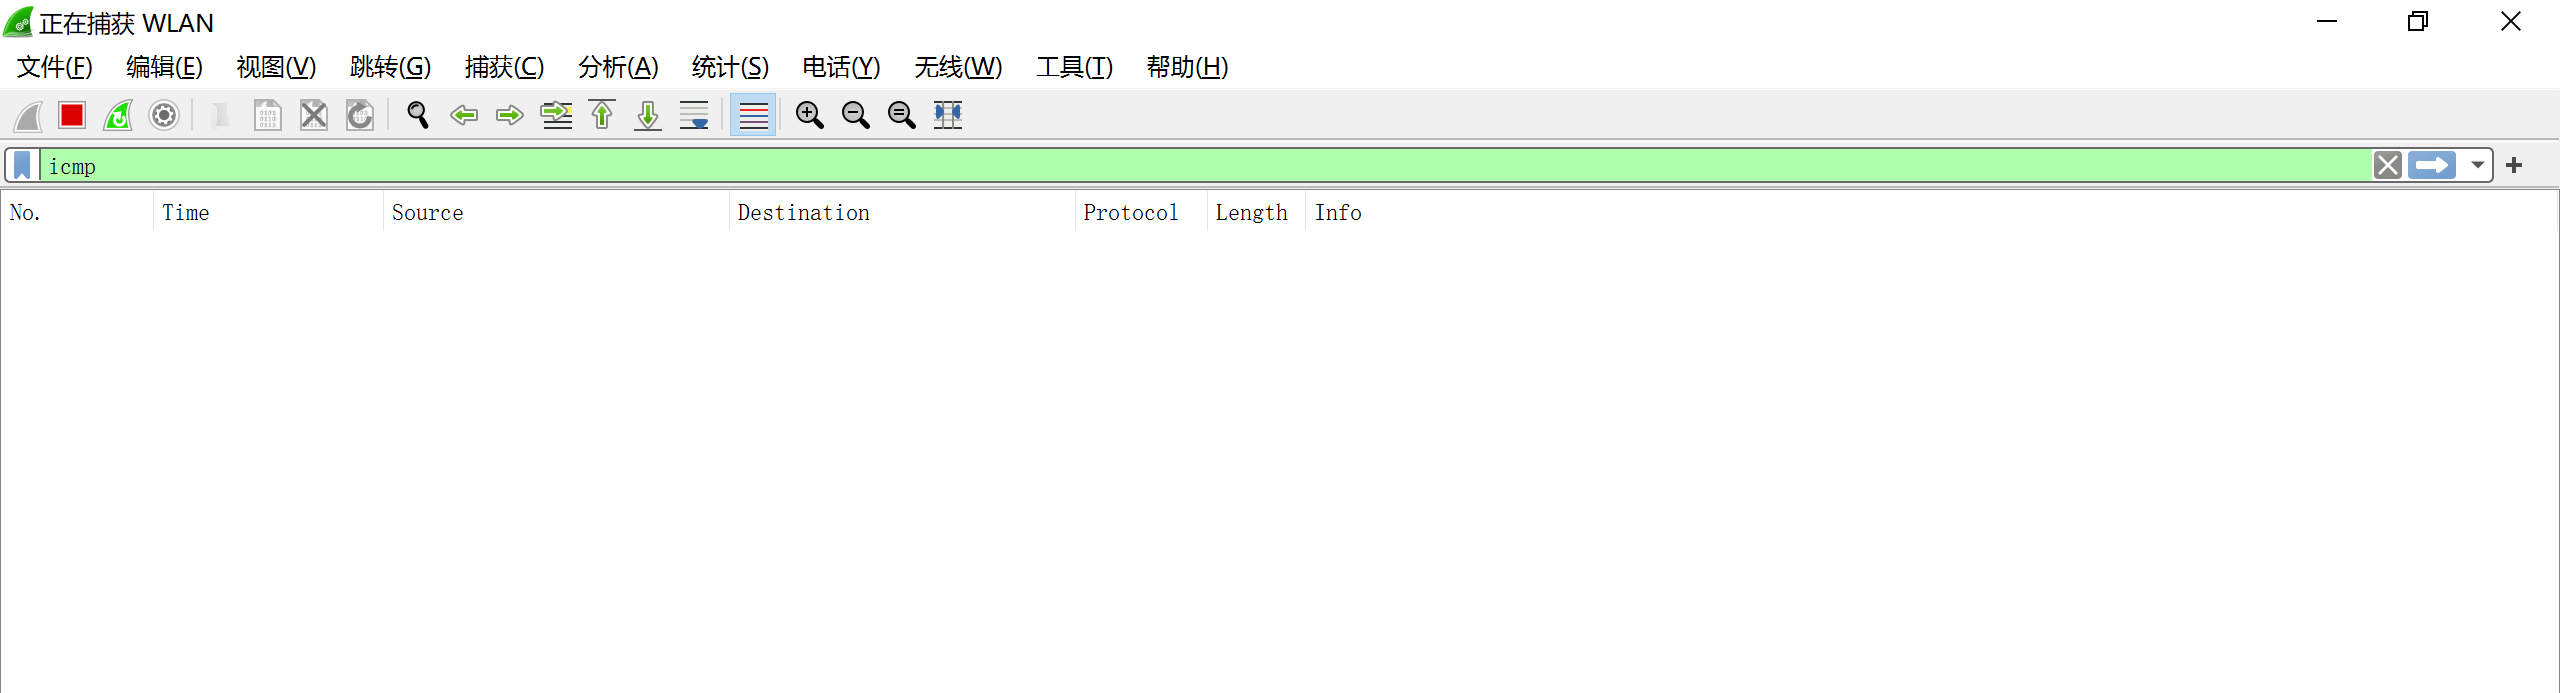 正在捕获 WLAN
文件(F) 编辑(E) 视图(V) 跳转(G) 捕获(C) 分析(A) 统计(S) 电话(Y) 无线(W) 工具(T) 帮助(H)
icmp
No. Time Source Destination Protocol Length Info